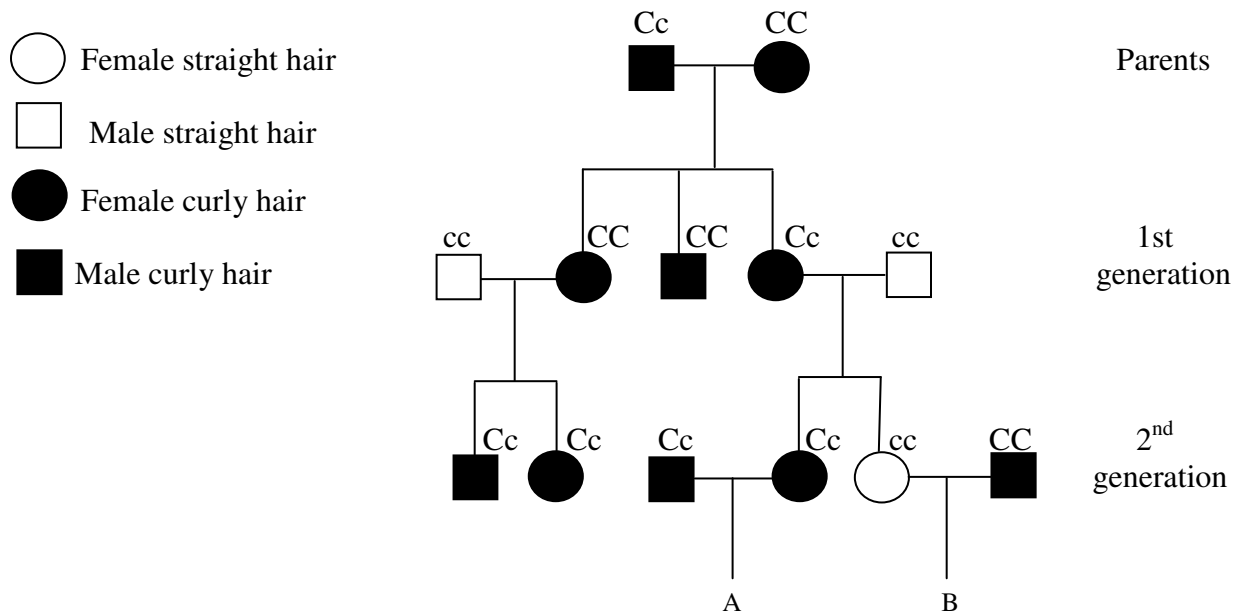 Cc CC
Female straight hair
Parents
Male straight hair
Female curly hair
Male curly hair
cc CC CC Cc cc
1st
generation
Cc Cc Cc Cc cc CC
2nd
generation
A B